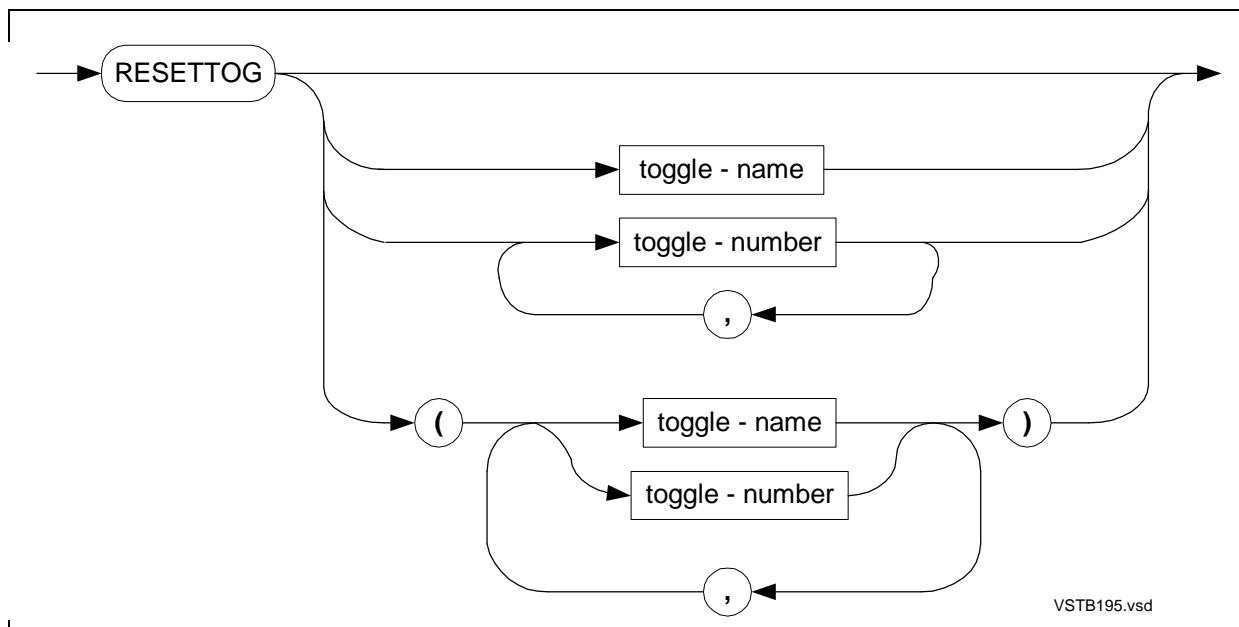 RESETTOG
toggle - name
toggle - number
,
( toggle - name )
toggle - number
,
VSTB195.vsd